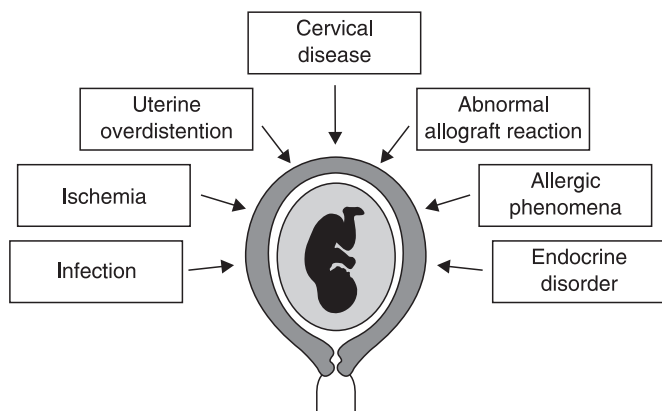 Cervical
disease
Uterine
overdistention
Abnormal
allograft reaction
Ischemia
Allergic
phenomena
Infection
Endocrine
disorder